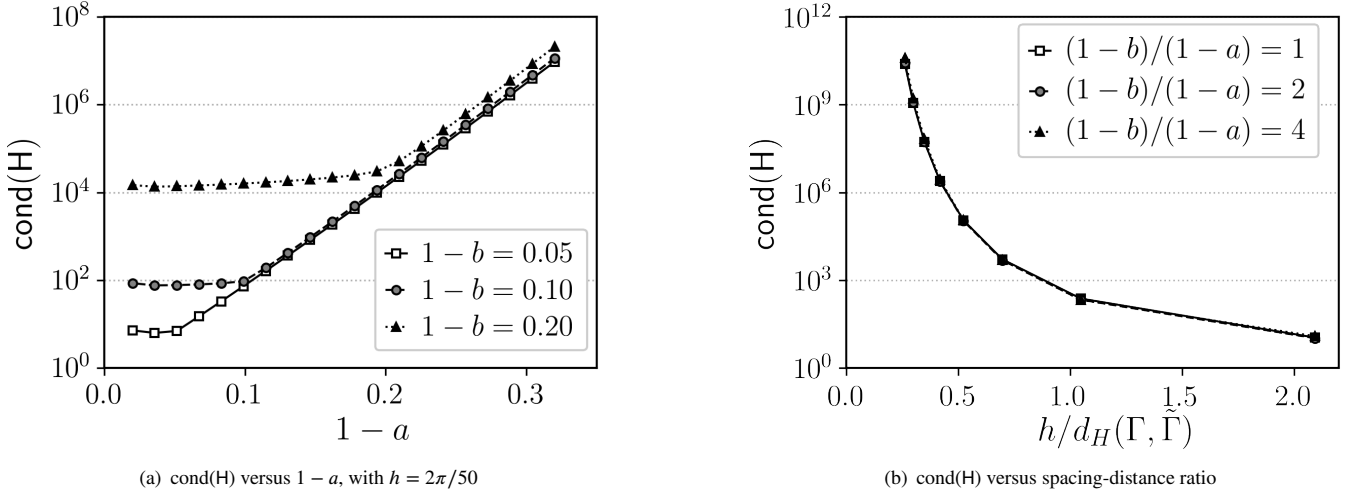 10^8
10^6
10^4
10^2
10^0
cond(H)
1 − b = 0.05
1 − b = 0.10
1 − b = 0.20
0.0 0.1 0.2 0.3
1 − a
(a) cond(H) versus 1 − a, with h = 2π/50
10^12
10^9
10^6
10^3
10^0
cond(H)
(1 − b)/(1 − a) = 1
(1 − b)/(1 − a) = 2
(1 − b)/(1 − a) = 4
0.0 0.5 1.0 1.5 2.0
h/d_H(Γ, Γ̃)
(b) cond(H) versus spacing-distance ratio